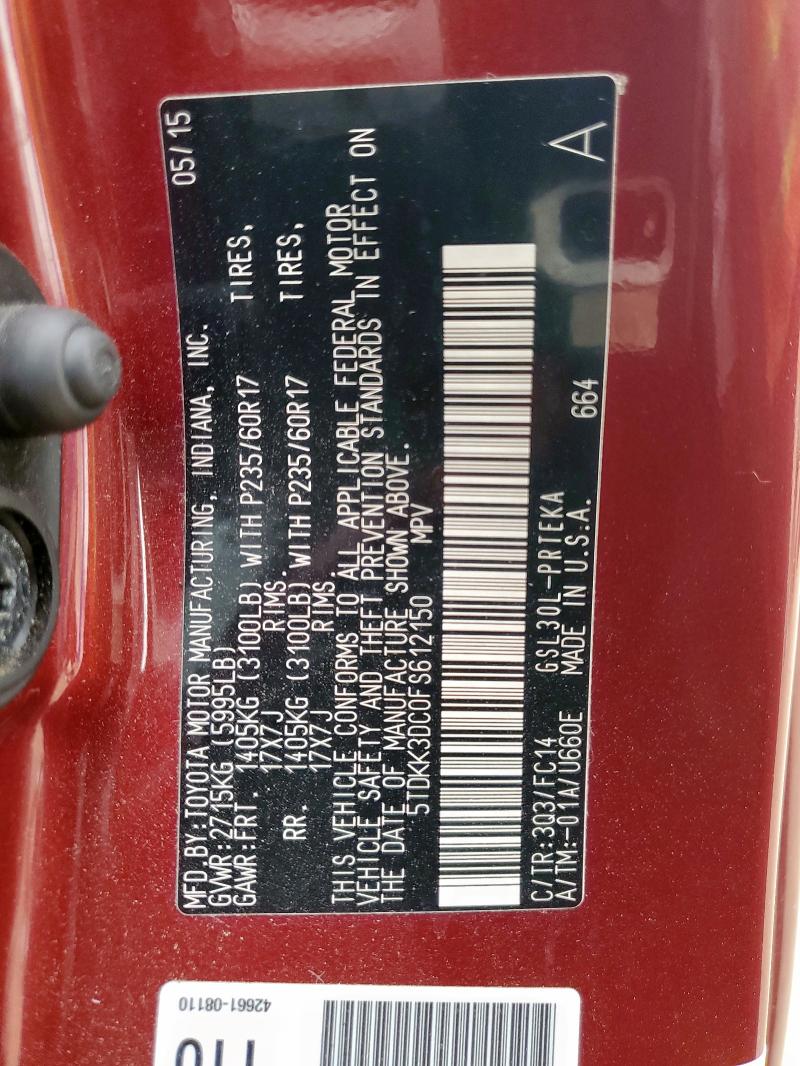 MFD.BY:TOYOTA MOTOR MANUFACTURING, INDIANA, INC. 05/15
GVWR:2715KG (5995LB)
GAWR:FRT. 1405KG (3100LB) WITH P235/60R17 TIRES,
17X7J RIMS.
RR. 1405KG (3100LB) WITH P235/60R17 TIRES,
17X7J RIMS.
THIS VEHICLE CONFORMS TO ALL APPLICABLE FEDERAL MOTOR
VEHICLE SAFETY AND THEFT PREVENTION STANDARDS IN EFFECT ON
THE DATE OF MANUFACTURE SHOWN ABOVE.
5TDKK3DC0FS612150 MPV
C/TR:3Q3/FC14 GSL30L-PRTEKA
A/TM:-01A/U660E MADE IN U.S.A. 664 A
42661-08110